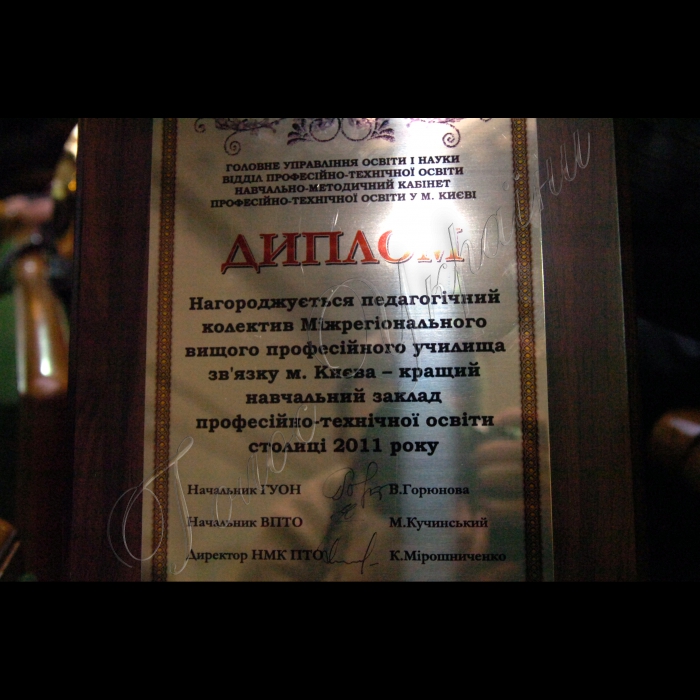 ГОЛОВНЕ УПРАВЛІННЯ ОСВІТИ І НАУКИ
ВІДДІЛ ПРОФЕСІЙНО-ТЕХНІЧНОЇ ОСВІТИ
НАВЧАЛЬНО-МЕТОДИЧНИЙ КАБІНЕТ
ПРОФЕСІЙНО-ТЕХНІЧНОЇ ОСВІТИ У М. КИЄВІ
ДИПЛОМ
Нагороджується педагогічний
колектив Міжрегіонального
вищого професійного училища
зв'язку м. Києва – кращий
навчальний заклад
професійно-технічної освіти
столиці 2011 року
Начальник ГУОН В.Горюнова
Начальник ВПТО М.Кучинський
Директор НМК ПТО К.Мірошниченко
Голос України